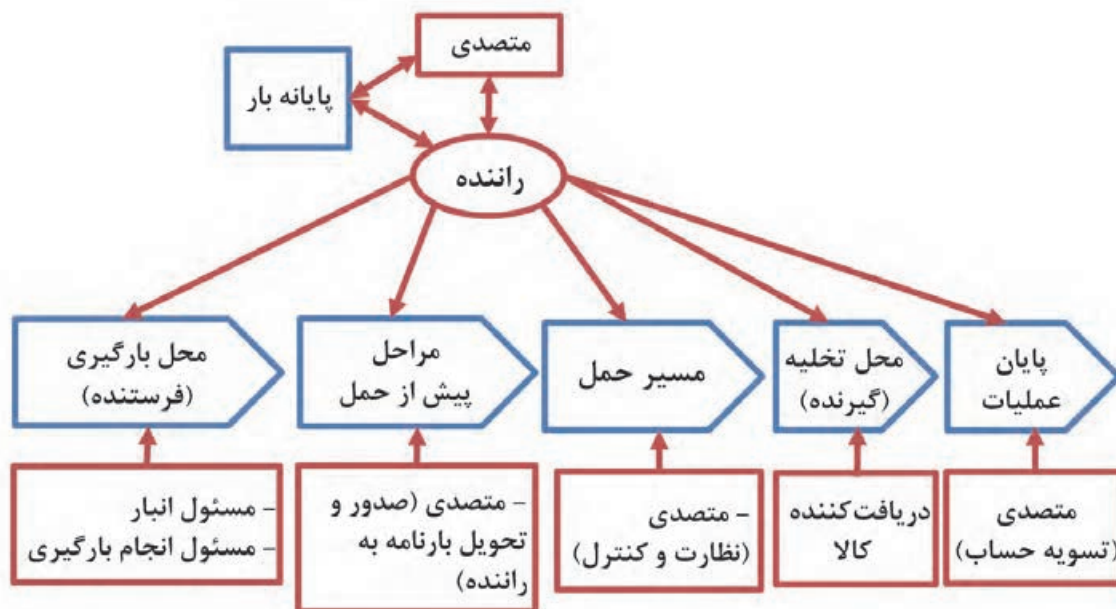 متصدی
پایانه بار
راننده
محل بارگیری
(فرستنده)
مراحل
پیش از حمل
مسیر حمل
محل تخلیه
(گیرنده)
پایان
عملیات
- مسئول انبار
- مسئول انجام بارگیری
- متصدی (صدور و
تحویل بارنامه به
راننده)
- متصدی
(نظارت و کنترل)
دریافت‌کننده
کالا
متصدی
(تسویه حساب)